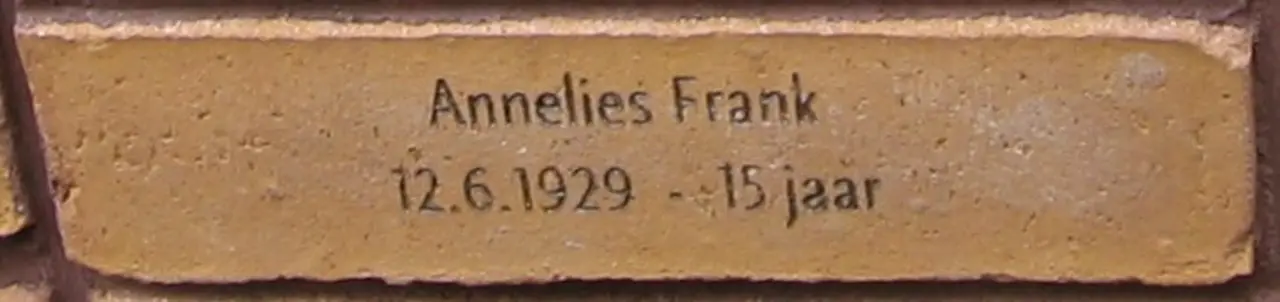 Annelies Frank
12.6.1929 - 15 jaar